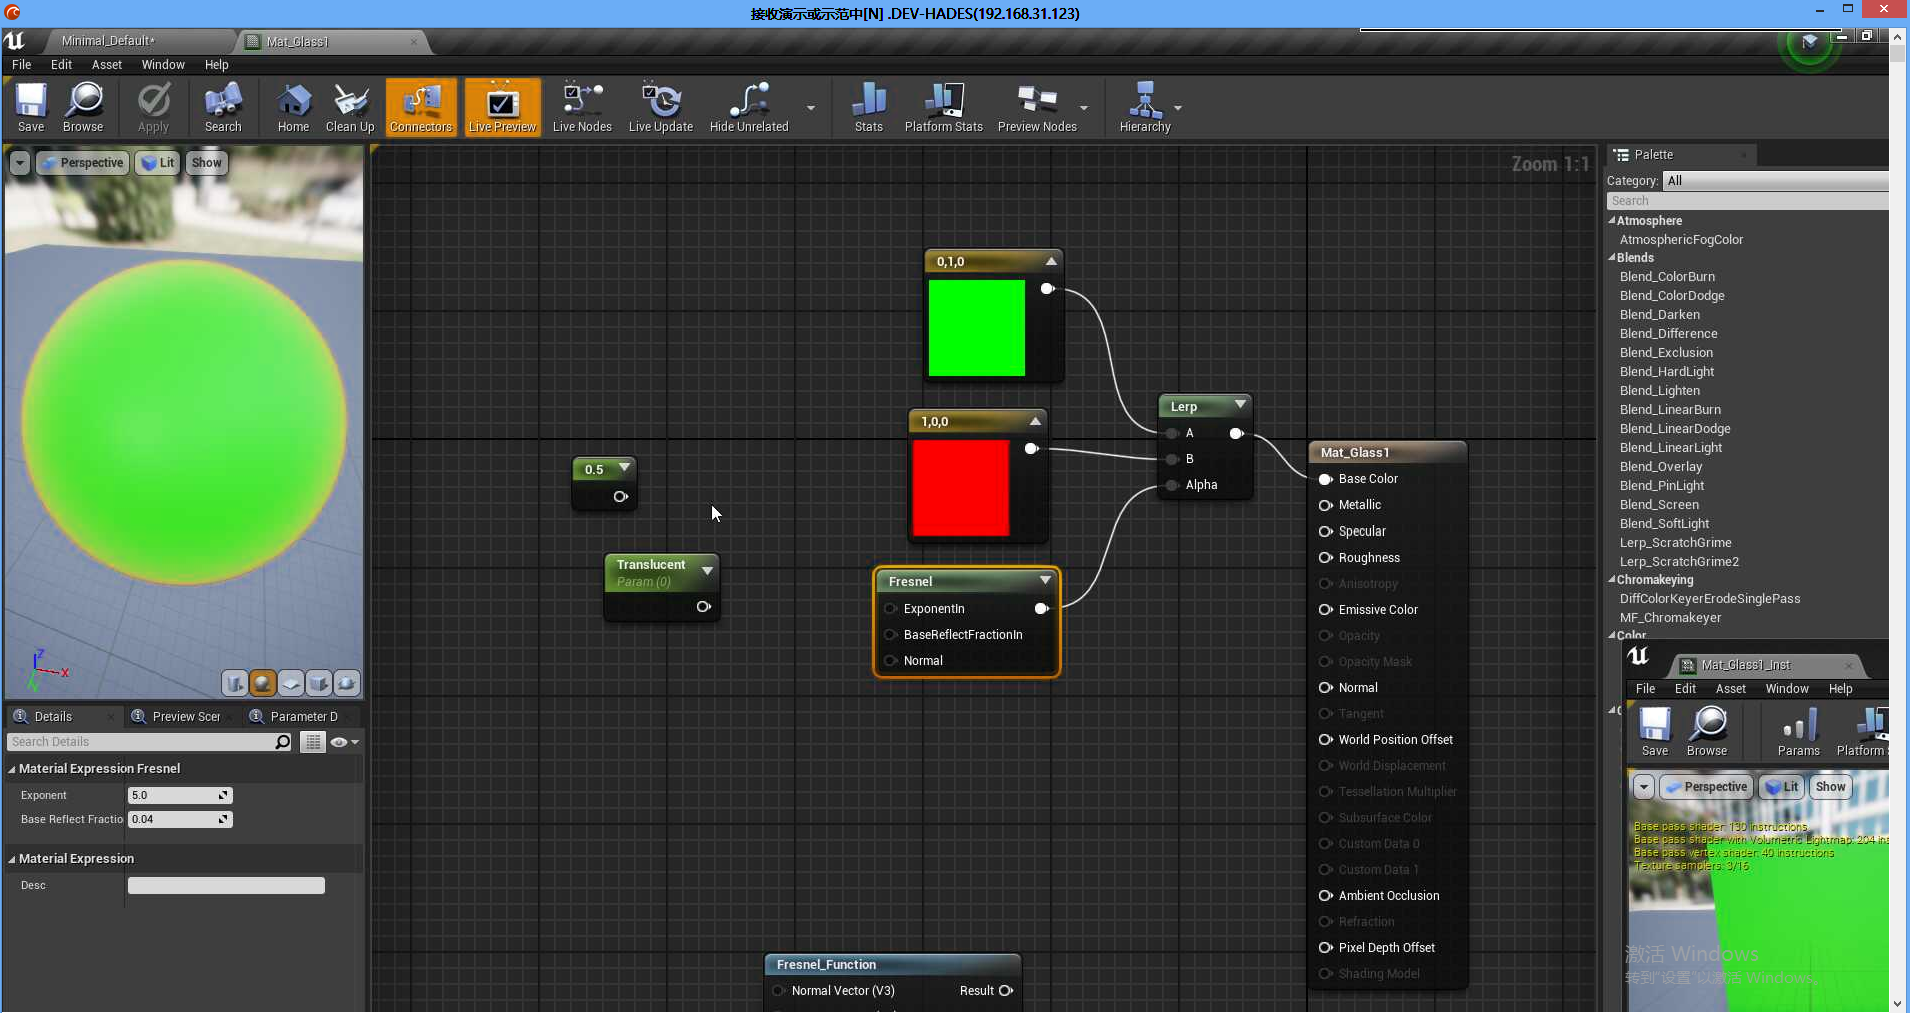 接收演示或示范中[N] .DEV-HADES(192.168.31.123)
Minimal_Default*
Mat_Glass1
File Edit Asset Window Help
Save Browse Apply Search Home Clean Up Connectors Live Preview Live Nodes Live Update Hide Unrelated Stats Platform Stats Preview Nodes Hierarchy
Perspective Lit Show
Zoom 1:1
0,1,0
1,0,0
Lerp
A
B
Alpha
0.5
Translucent
Param (0)
Fresnel
ExponentIn
BaseReflectFractionIn
Normal
Fresnel_Function
Normal Vector (V3) Result
Mat_Glass1
Base Color
Metallic
Specular
Roughness
Anisotropy
Emissive Color
Opacity
Opacity Mask
Normal
Tangent
World Position Offset
World Displacement
Tessellation Multiplier
Subsurface Color
Custom Data 0
Custom Data 1
Ambient Occlusion
Refraction
Pixel Depth Offset
Shading Model
Z
X
Details Preview Scer Parameter D
Search Details
Material Expression Fresnel
Exponent 5.0
Base Reflect Fractio 0.04
Material Expression
Desc
Palette
Category: All
Search
Atmosphere
AtmosphericFogColor
Blends
Blend_ColorBurn
Blend_ColorDodge
Blend_Darken
Blend_Difference
Blend_Exclusion
Blend_HardLight
Blend_Lighten
Blend_LinearBurn
Blend_LinearDodge
Blend_LinearLight
Blend_Overlay
Blend_PinLight
Blend_Screen
Blend_SoftLight
Lerp_ScratchGrime
Lerp_ScratchGrime2
Chromakeying
DiffColorKeyerErodeSinglePass
MF_Chromakeyer
Color
Mat_Glass1_Inst
File Edit Asset Window Help
Save Browse Params Platform
Perspective Lit Show
Base pass shader: 130 instructions
Base pass shader with Volumetric Lightmap: 204 ins
Base pass vertex shader: 40 instructions
Texture samplers: 3/16
激活 Windows
转到"设置"以激活 Windows。